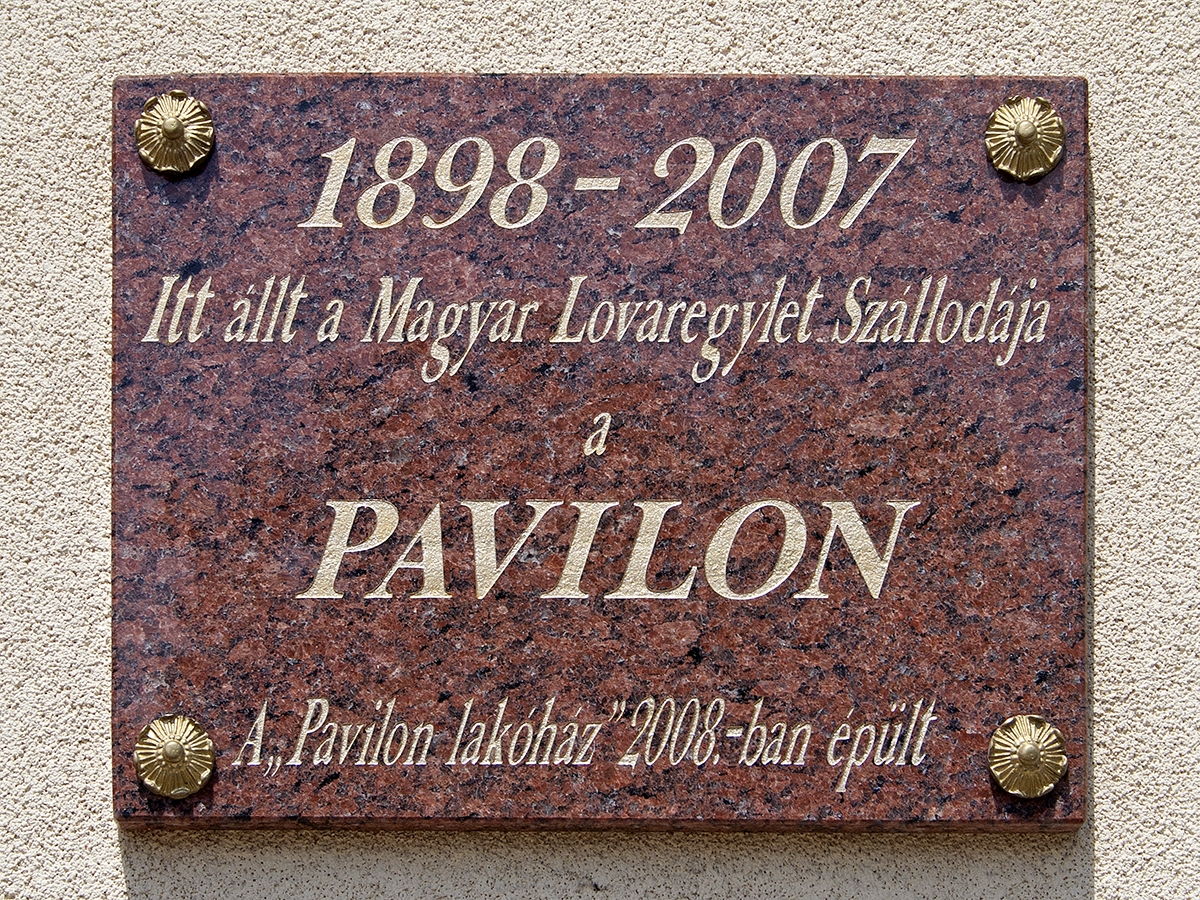 1898 - 2007
Itt állt a Magyar Lovaregylet Szállodája
a
PAVILON
A „Pavilon lakóház” 2008.-ban épült